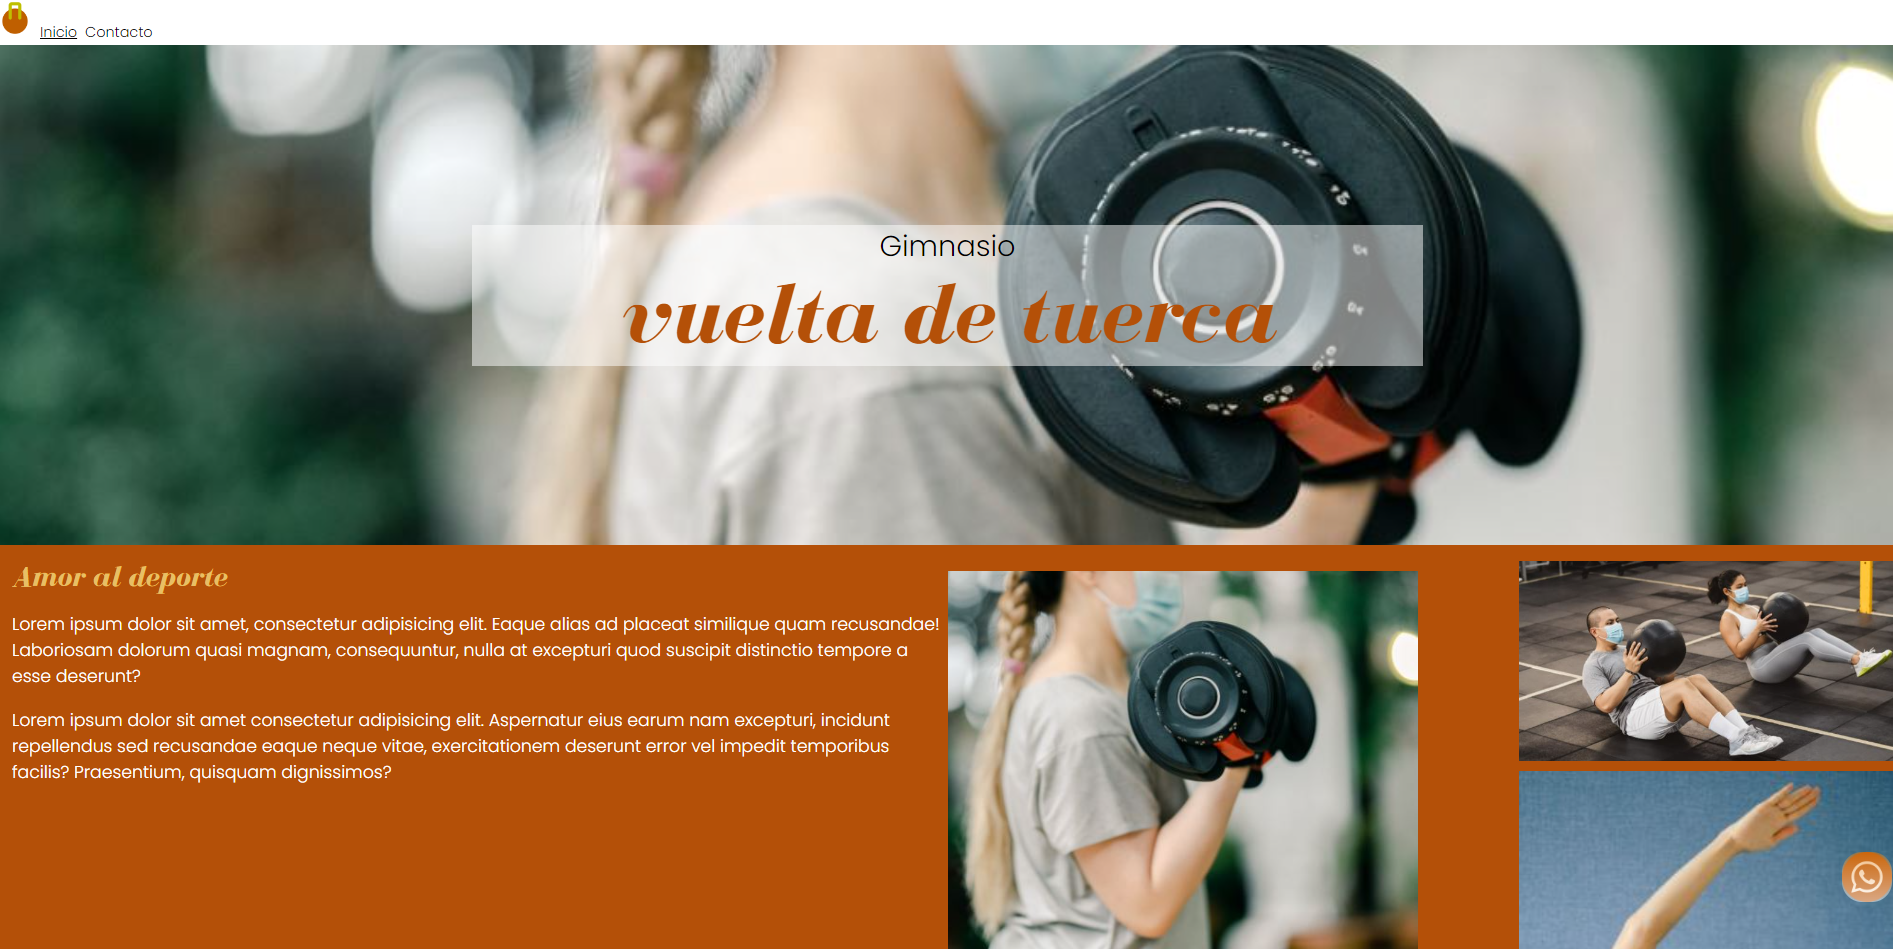 Inicio Contacto
Gimnasio
vuelta de tuerca
Amor al deporte
Lorem ipsum dolor sit amet, consectetur adipisicing elit. Eaque alias ad placeat similique quam recusandae!
Laboriosam dolorum quasi magnam, consequuntur, nulla at excepturi quod suscipit distinctio tempore a
esse deserunt?
Lorem ipsum dolor sit amet consectetur adipisicing elit. Aspernatur eius earum nam excepturi, incidunt
repellendus sed recusandae eaque neque vitae, exercitationem deserunt error vel impedit temporibus
facilis? Praesentium, quisquam dignissimos?